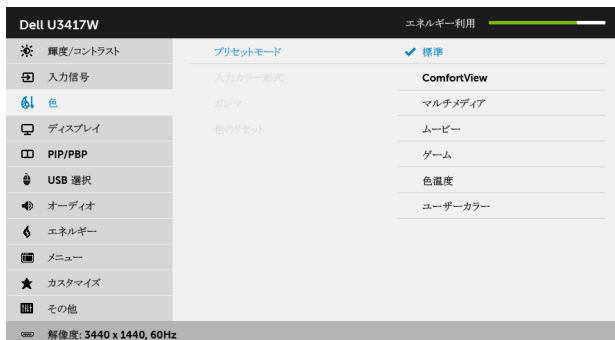 Dell U3417W
エネルギー利用
輝度/コントラスト
プリセットモード
標準
入力信号
入力カラー形式
ComfortView
色
ガンマ
マルチメディア
ディスプレイ
色のリセット
ムービー
PIP/PBP
ゲーム
USB 選択
色温度
オーディオ
ユーザーカラー
エネルギー
メニュー
カスタマイズ
その他
解像度: 3440 x 1440, 60Hz